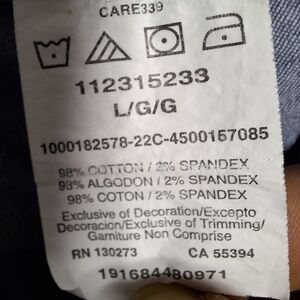 CARE339
112315233
L/G/G
1000182578-22C-4500157085
98% COTTON / 2% SPANDEX
98% ALGODON / 2% SPANDEX
98% COTON / 2% SPANDEX
Exclusive of Decoration/Excepto
Decoracion/Exclusive of Trimming/
Garniture Non Comprise
RN 130273 CA 55394
191684480971